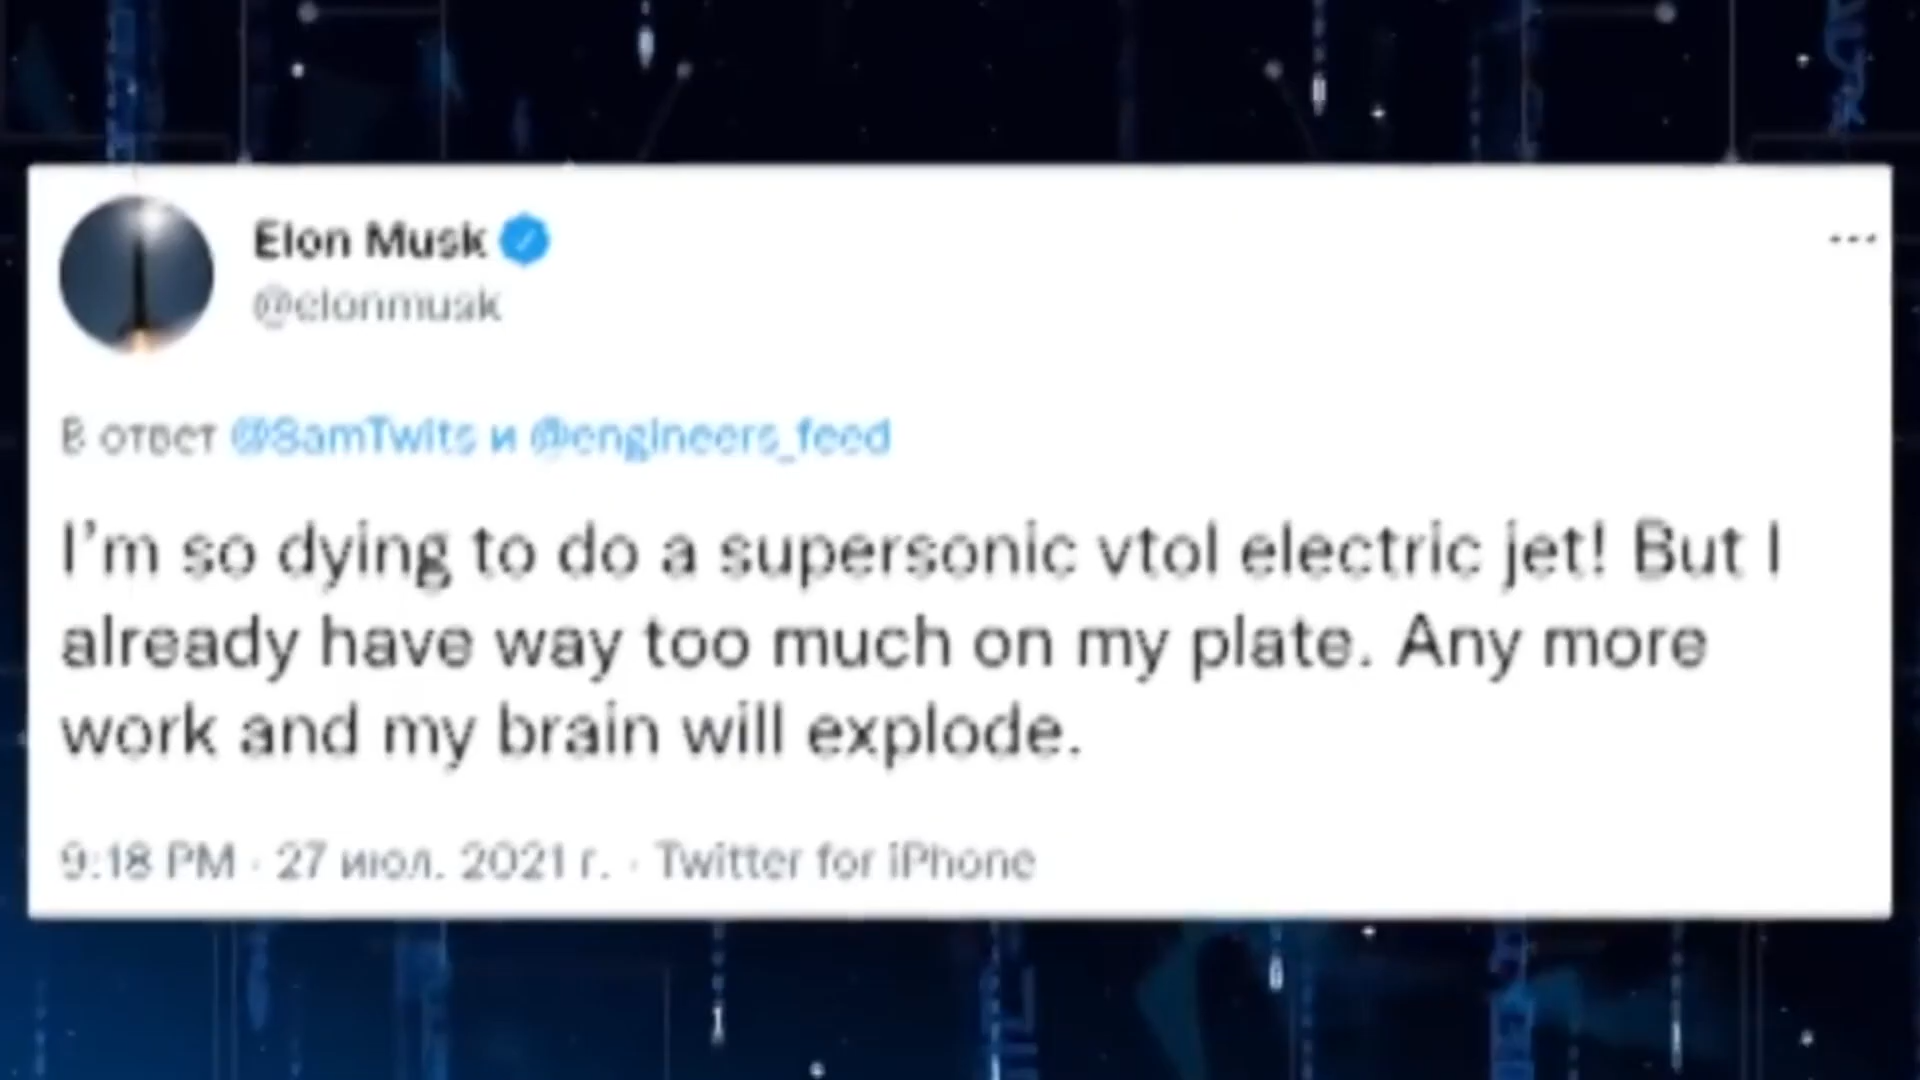 Elon Musk
@elonmusk
В ответ @SamTwits и @engineers_feed
I'm so dying to do a supersonic vtol electric jet! But I
already have way too much on my plate. Any more
work and my brain will explode.
9:18 PM · 27 июл. 2021 г. · Twitter for iPhone